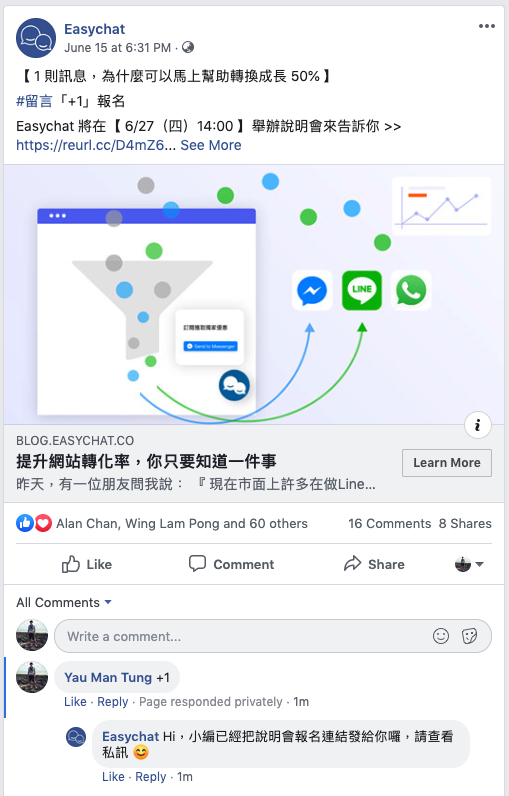 Easychat
June 15 at 6:31 PM ·
【 1 則訊息，為什麼可以馬上幫助轉換成長 50% 】
#留言「+1」報名
Easychat 將在【 6/27（四）14:00 】舉辦說明會來告訴你 >>
https://reurl.cc/D4mZ6... See More
訂閱獲取獨家優惠
Send to Messenger
LINE
i
BLOG.EASYCHAT.CO
提升網站轉化率，你只要知道一件事
昨天，有一位朋友問我說： 『 現在市面上許多在做Line...
Learn More
Alan Chan, Wing Lam Pong and 60 others
16 Comments 8 Shares
Like Comment Share
All Comments
Write a comment...
Yau Man Tung +1
Like · Reply · Page responded privately · 1m
Easychat Hi，小編已經把說明會報名連結發給你囉，請查看
私訊 😊
Like · Reply · 1m